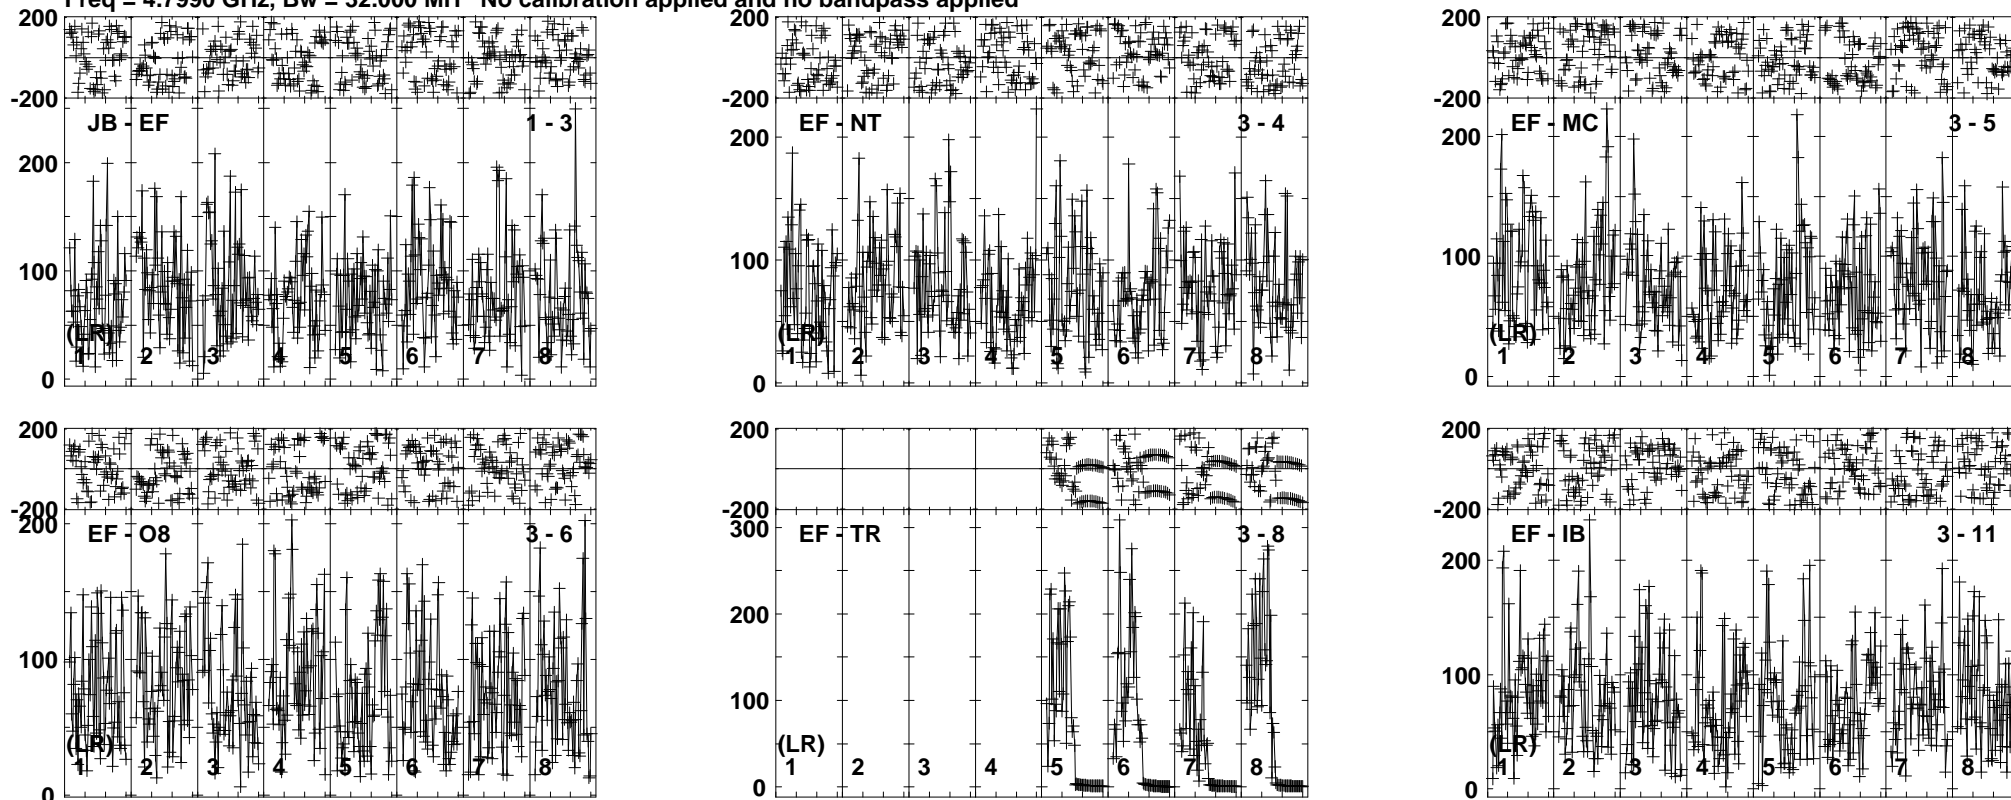 Freq = 4.7990 GHz, Bw = 32.000 MH No calibration applied and no bandpass applied
200
-200
JB - EF 1 - 3
200
100
0
(LR)
1 2 3 4 5 6 7 8
200
-200
EF - NT 3 - 4
200
100
0
(LR)
1 2 3 4 5 6 7 8
200
-200
EF - MC 3 - 5
200
100
0
(LR)
1 2 3 4 5 6 7 8
200
-200
EF - O8 3 - 6
200
100
0
(LR)
1 2 3 4 5 6 7 8
200
-200
EF - TR 3 - 8
300
200
100
0
(LR)
1 2 3 4 5 6 7 8
200
-200
EF - IB 3 - 11
200
100
0
(LR)
1 2 3 4 5 6 7 8